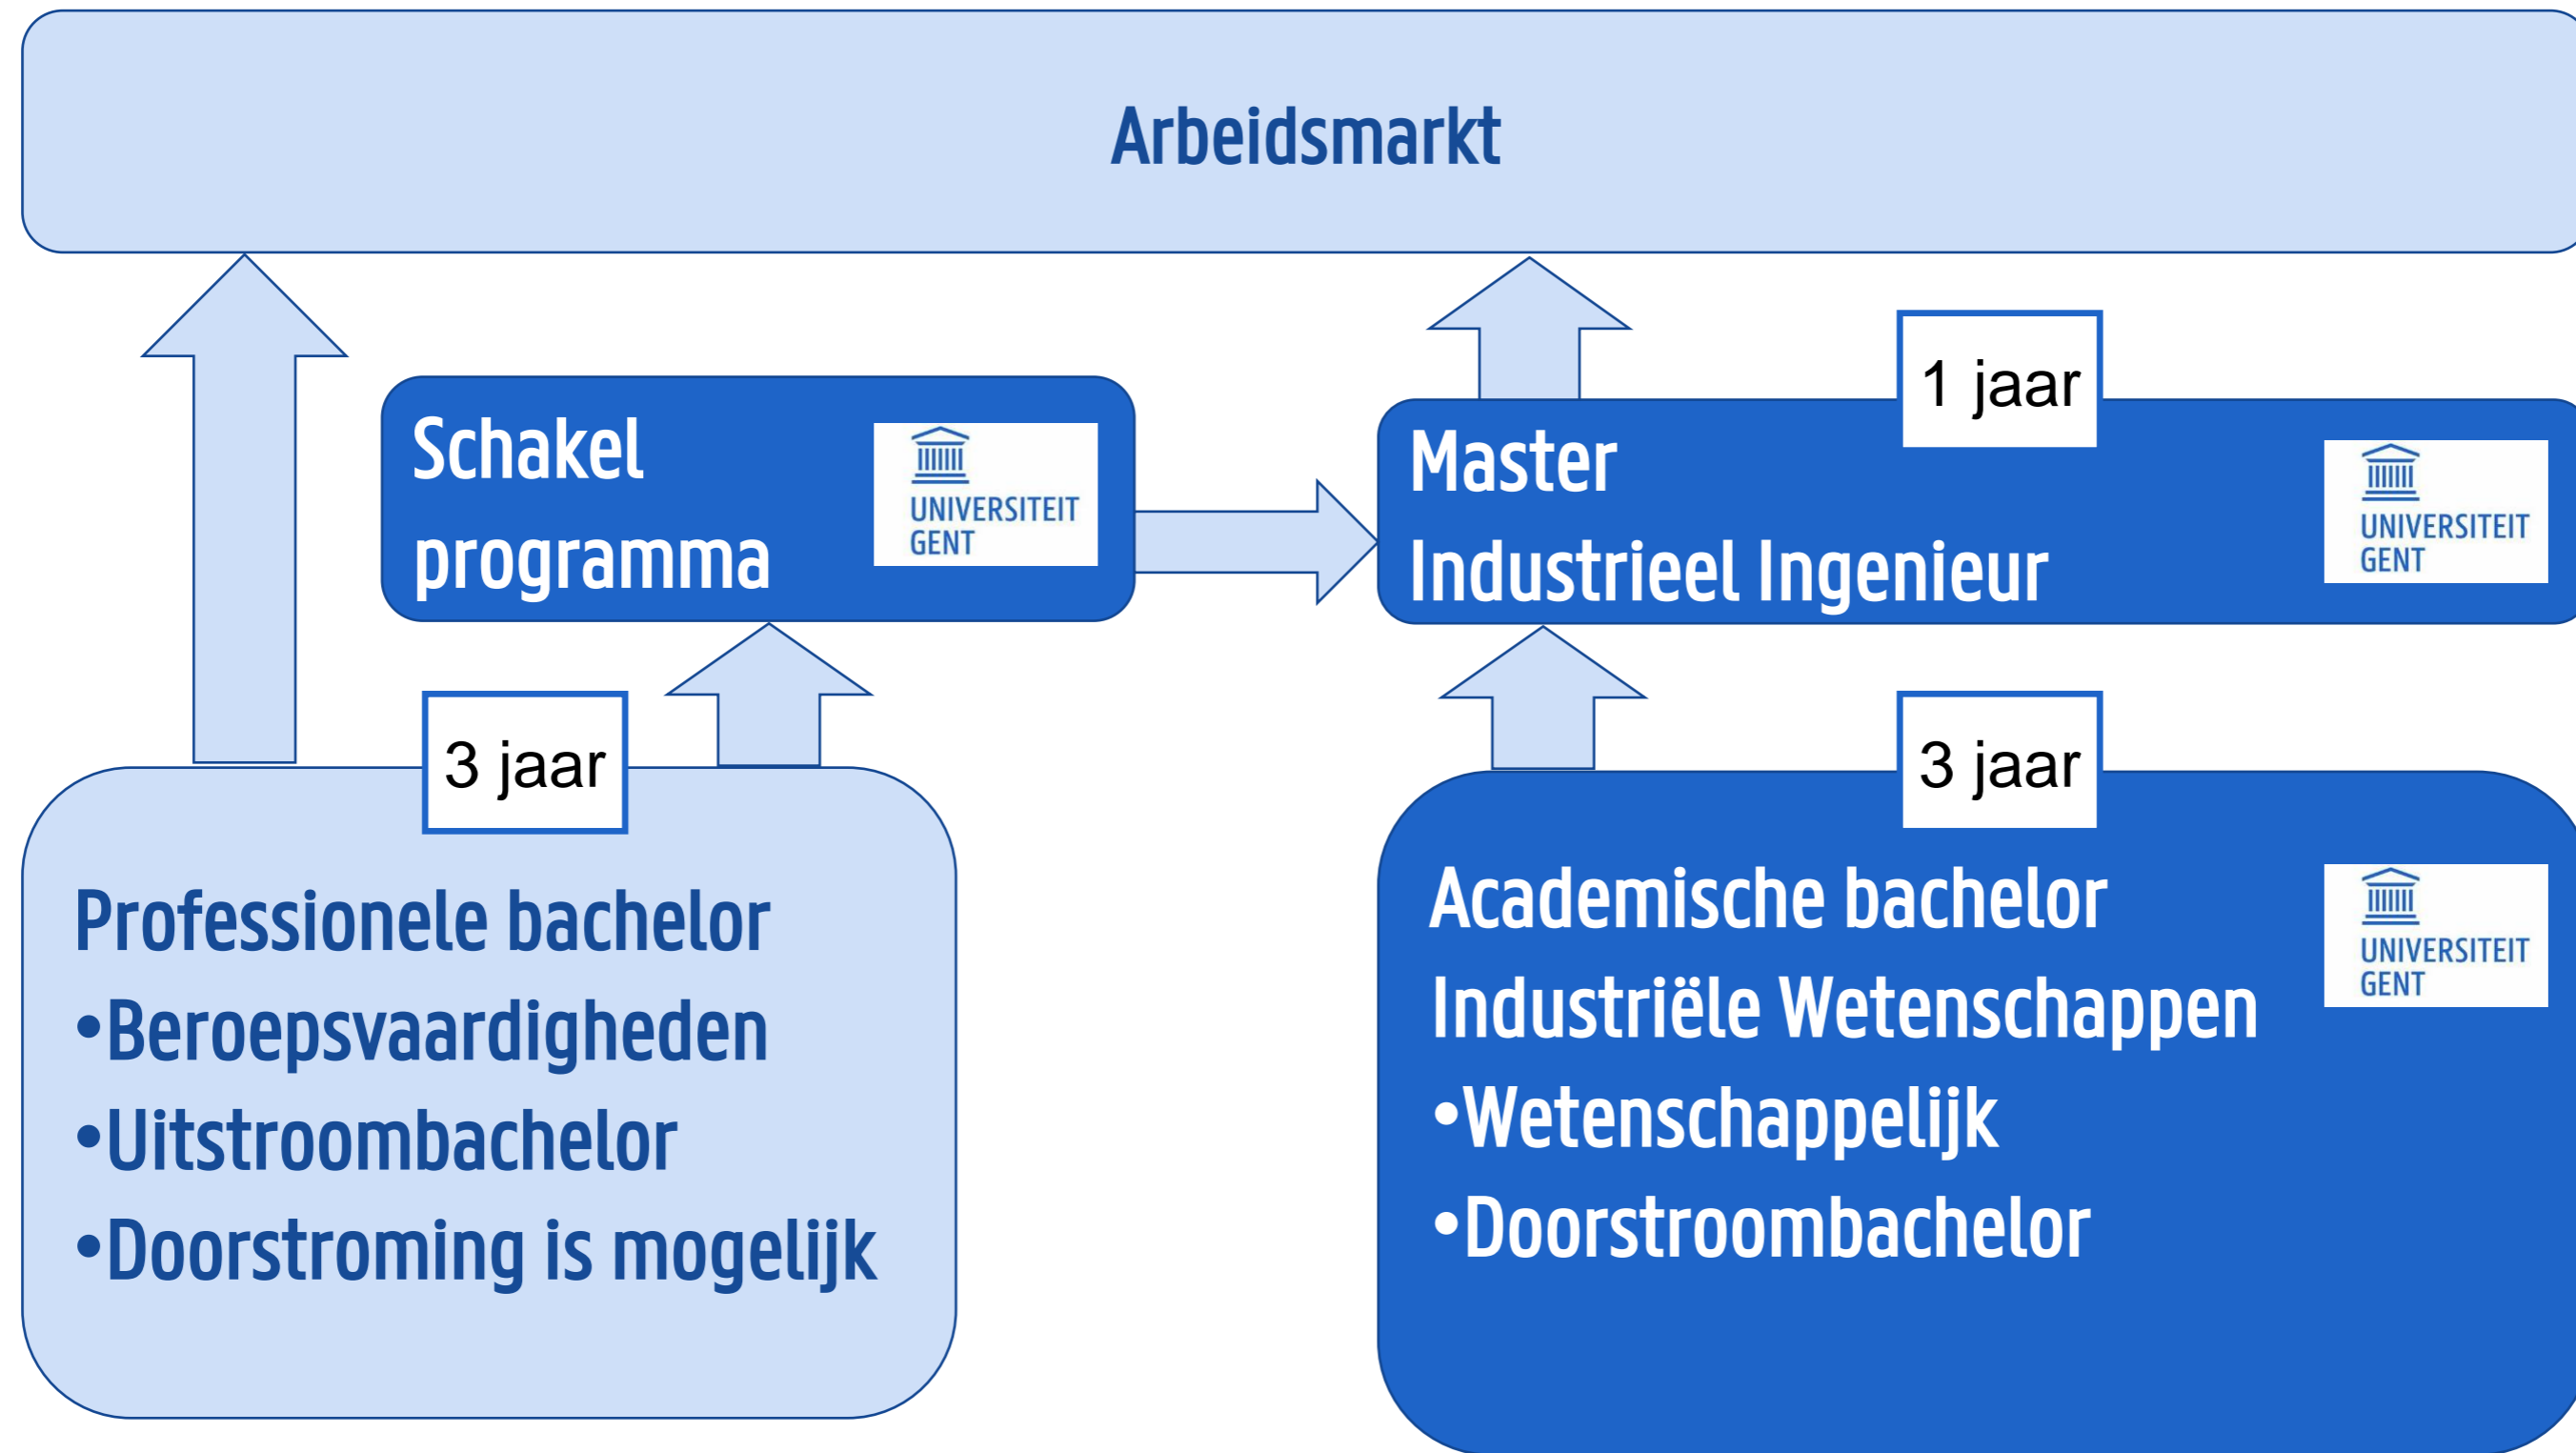 Arbeidsmarkt
Schakel
programma
UNIVERSITEIT
GENT
1 jaar
Master
Industrieel Ingenieur
UNIVERSITEIT
GENT
3 jaar
Professionele bachelor
•Beroepsvaardigheden
•Uitstroombachelor
•Doorstroming is mogelijk
3 jaar
Academische bachelor
Industriële Wetenschappen
•Wetenschappelijk
•Doorstroombachelor
UNIVERSITEIT
GENT